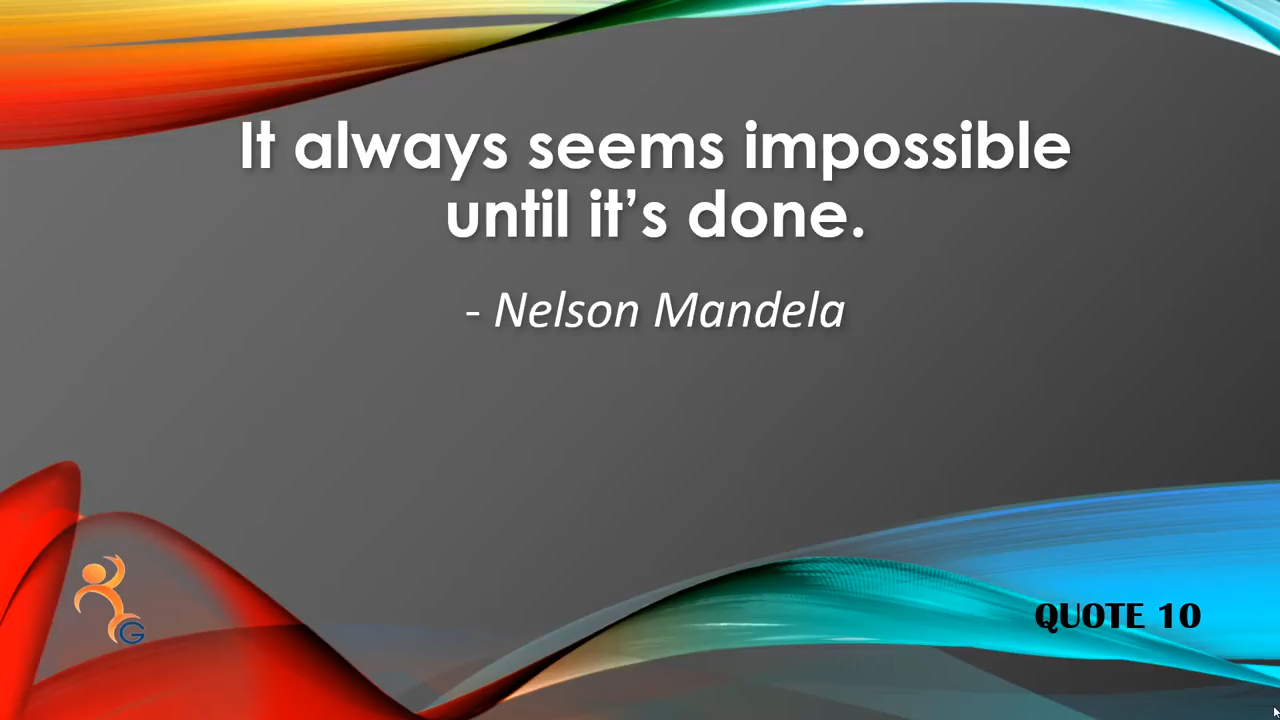 It always seems impossible
until it’s done.
- Nelson Mandela
G
QUOTE 10